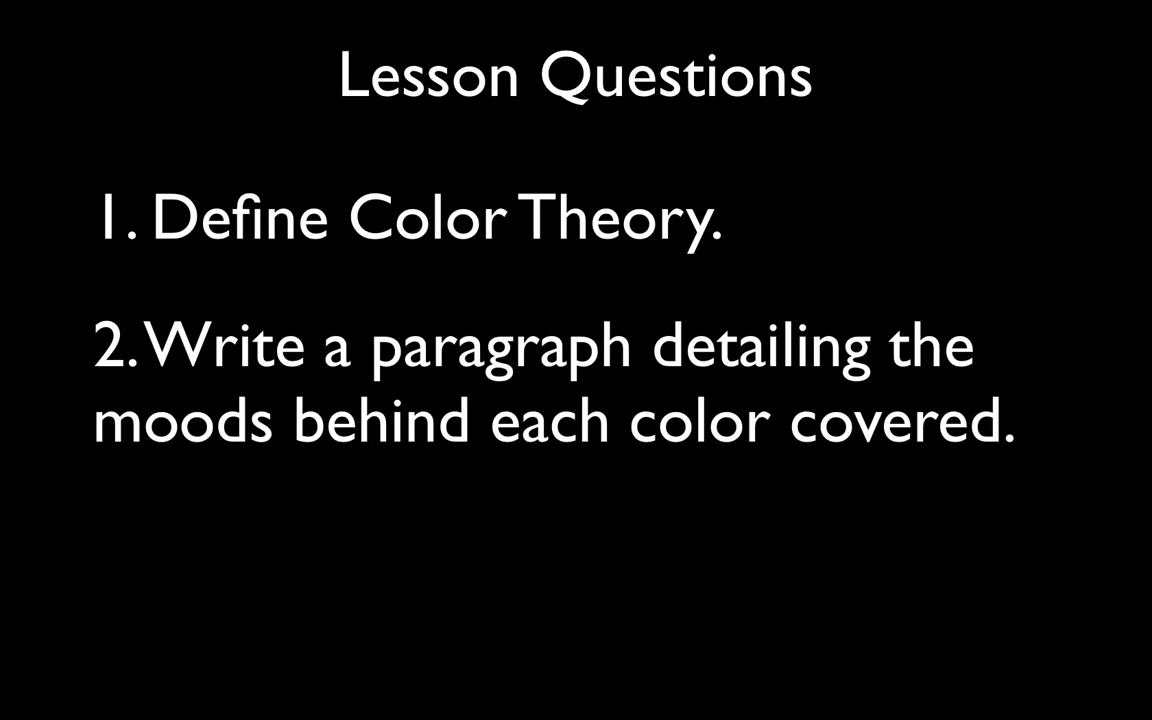 Lesson Questions
1. Define Color Theory.
2. Write a paragraph detailing the
moods behind each color covered.